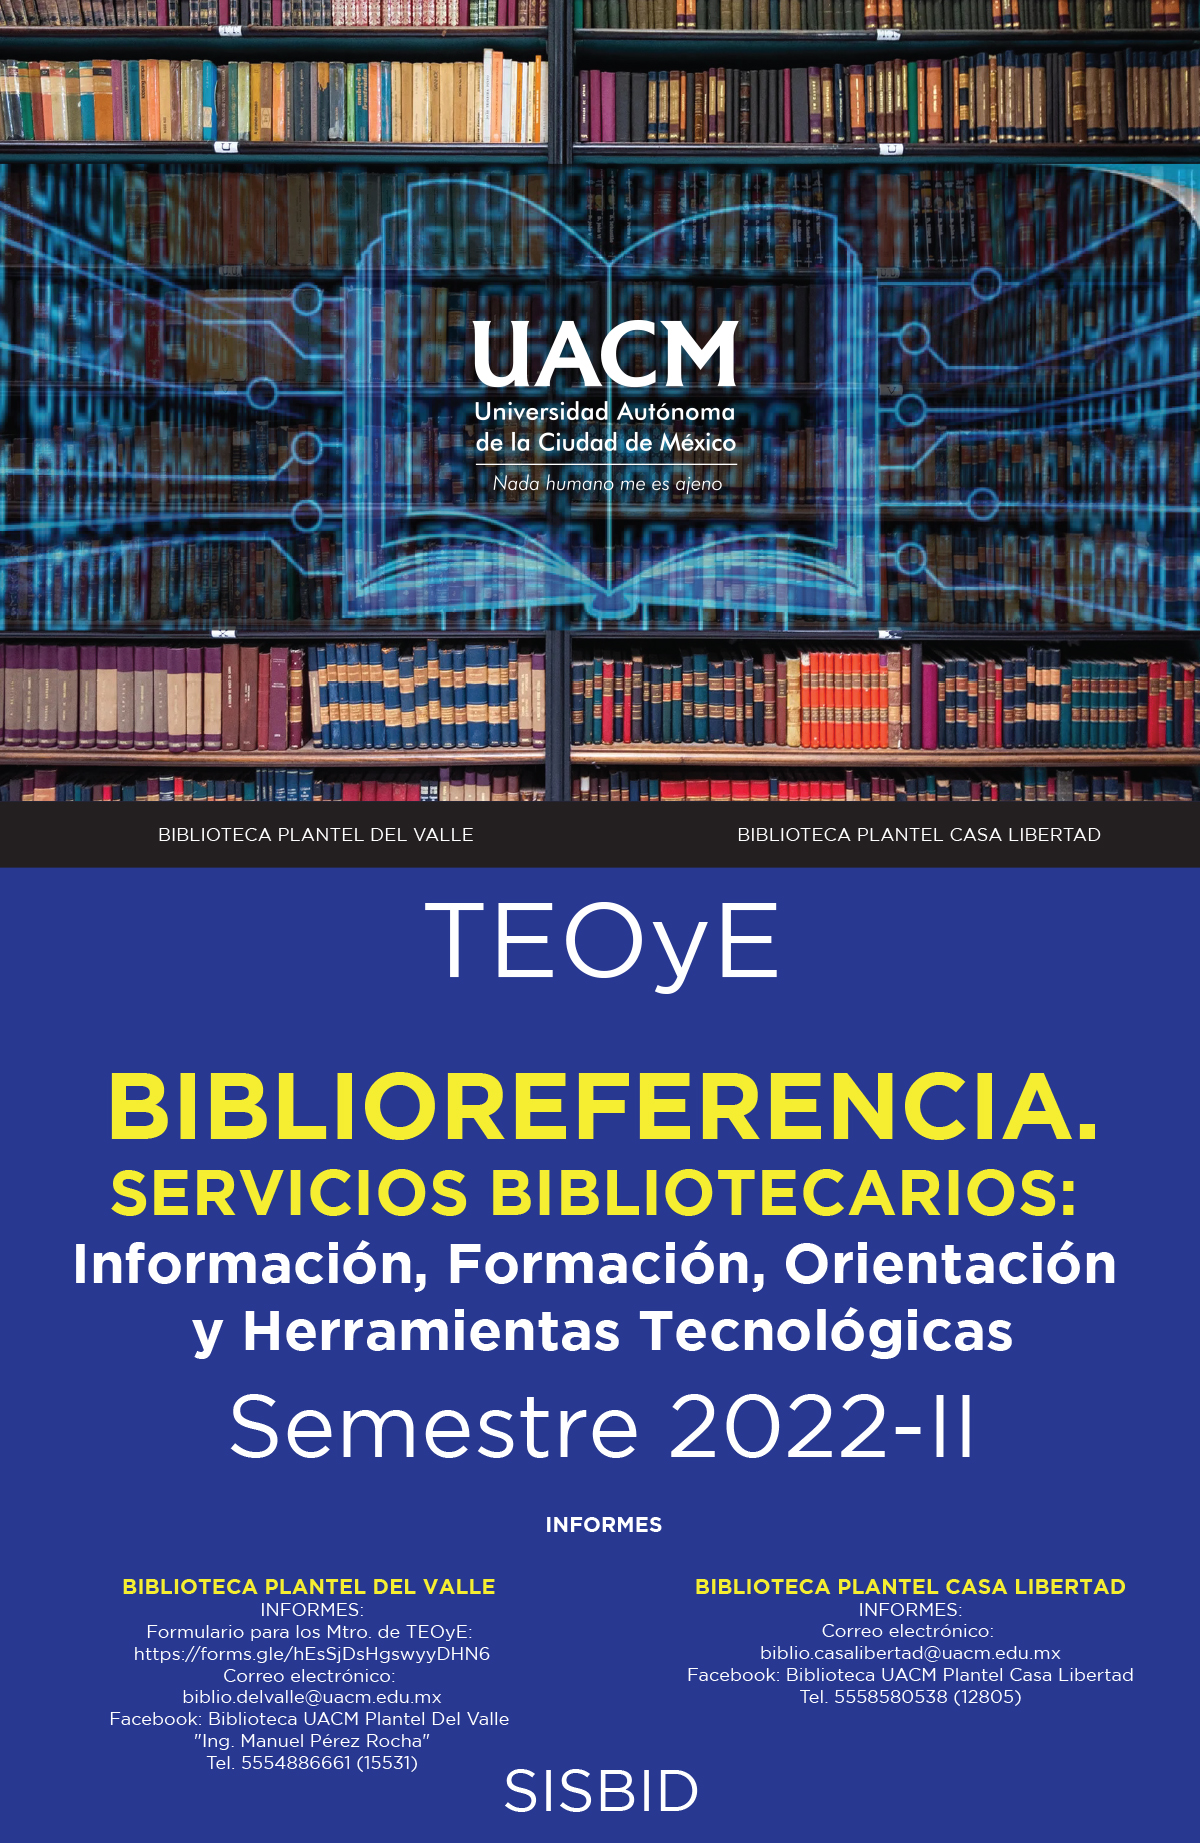 UACM
Universidad Autónoma
de la Ciudad de México
Nada humano me es ajeno
BIBLIOTECA PLANTEL DEL VALLE
BIBLIOTECA PLANTEL CASA LIBERTAD
TEOyE
BIBLIOREFERENCIA.
SERVICIOS BIBLIOTECARIOS:
Información, Formación, Orientación
y Herramientas Tecnológicas
Semestre 2022-II
INFORMES
BIBLIOTECA PLANTEL DEL VALLE
INFORMES:
Formulario para los Mtro. de TEOyE:
https://forms.gle/hEsSjDsHgswyyDHN6
Correo electrónico:
biblio.delvalle@uacm.edu.mx
Facebook: Biblioteca UACM Plantel Del Valle
"Ing. Manuel Pérez Rocha"
Tel. 5554886661 (15531)
BIBLIOTECA PLANTEL CASA LIBERTAD
INFORMES:
Correo electrónico:
biblio.casalibertad@uacm.edu.mx
Facebook: Biblioteca UACM Plantel Casa Libertad
Tel. 5558580538 (12805)
SISBID